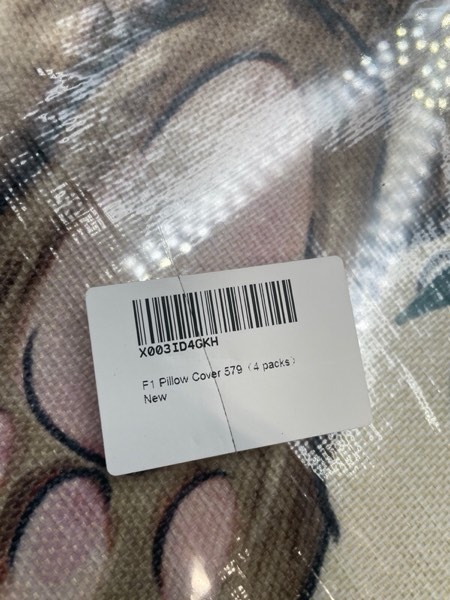 X003ID4GKH
F1 Pillow Cover 579（4 packs）
New